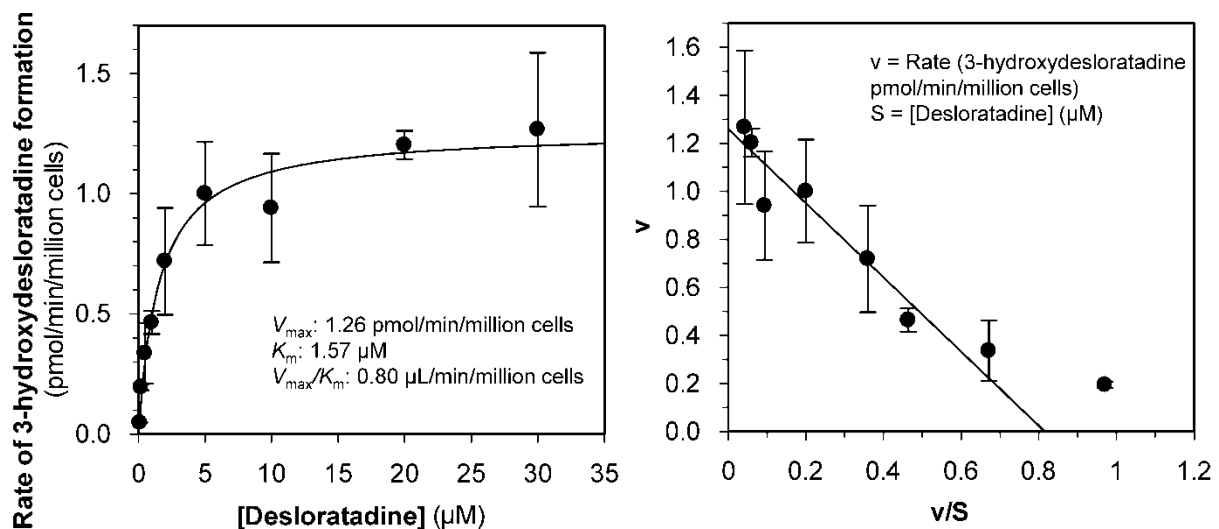 Rate of 3-hydroxydesloratadine formation
(pmol/min/million cells)
1.5
1.0
0.5
0.0
V_max: 1.26 pmol/min/million cells
K_m: 1.57 µM
V_max/K_m: 0.80 µL/min/million cells
0 5 10 15 20 25 30 35
[Desloratadine] (µM)
v
1.6
1.4
1.2
1.0
0.8
0.6
0.4
0.2
0.0
v = Rate (3-hydroxydesloratadine
pmol/min/million cells)
S = [Desloratadine] (µM)
0 0.2 0.4 0.6 0.8 1 1.2
v/S